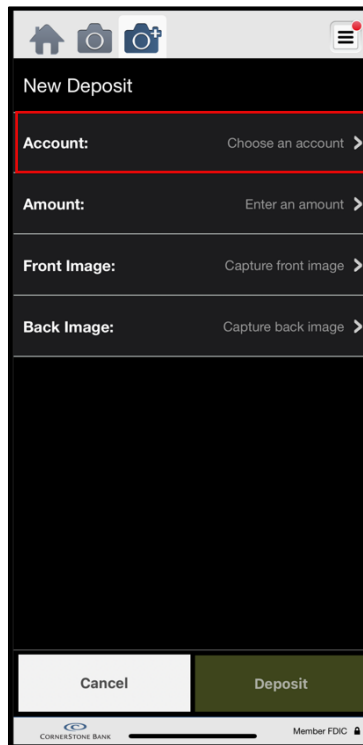 New Deposit
Account: Choose an account
Amount: Enter an amount
Front Image: Capture front image
Back Image: Capture back image
Cancel Deposit
CORNERSTONE BANK Member FDIC